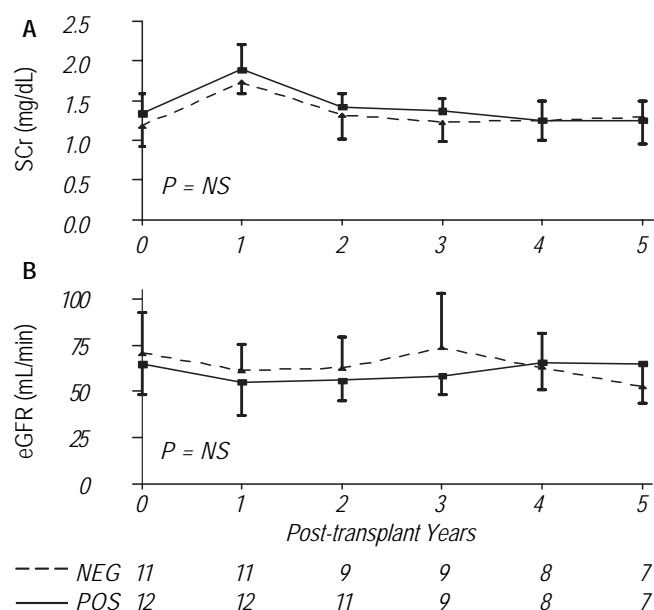 A
SCr (mg/dL)
2.5
2.0
1.5
1.0
0.5
0.0
P = NS
0 1 2 3 4 5
B
eGFR (mL/min)
100
75
50
25
0
P = NS
0 1 2 3 4 5
Post-transplant Years
NEG 11 11 9 9 8 7
POS 12 12 11 9 8 7